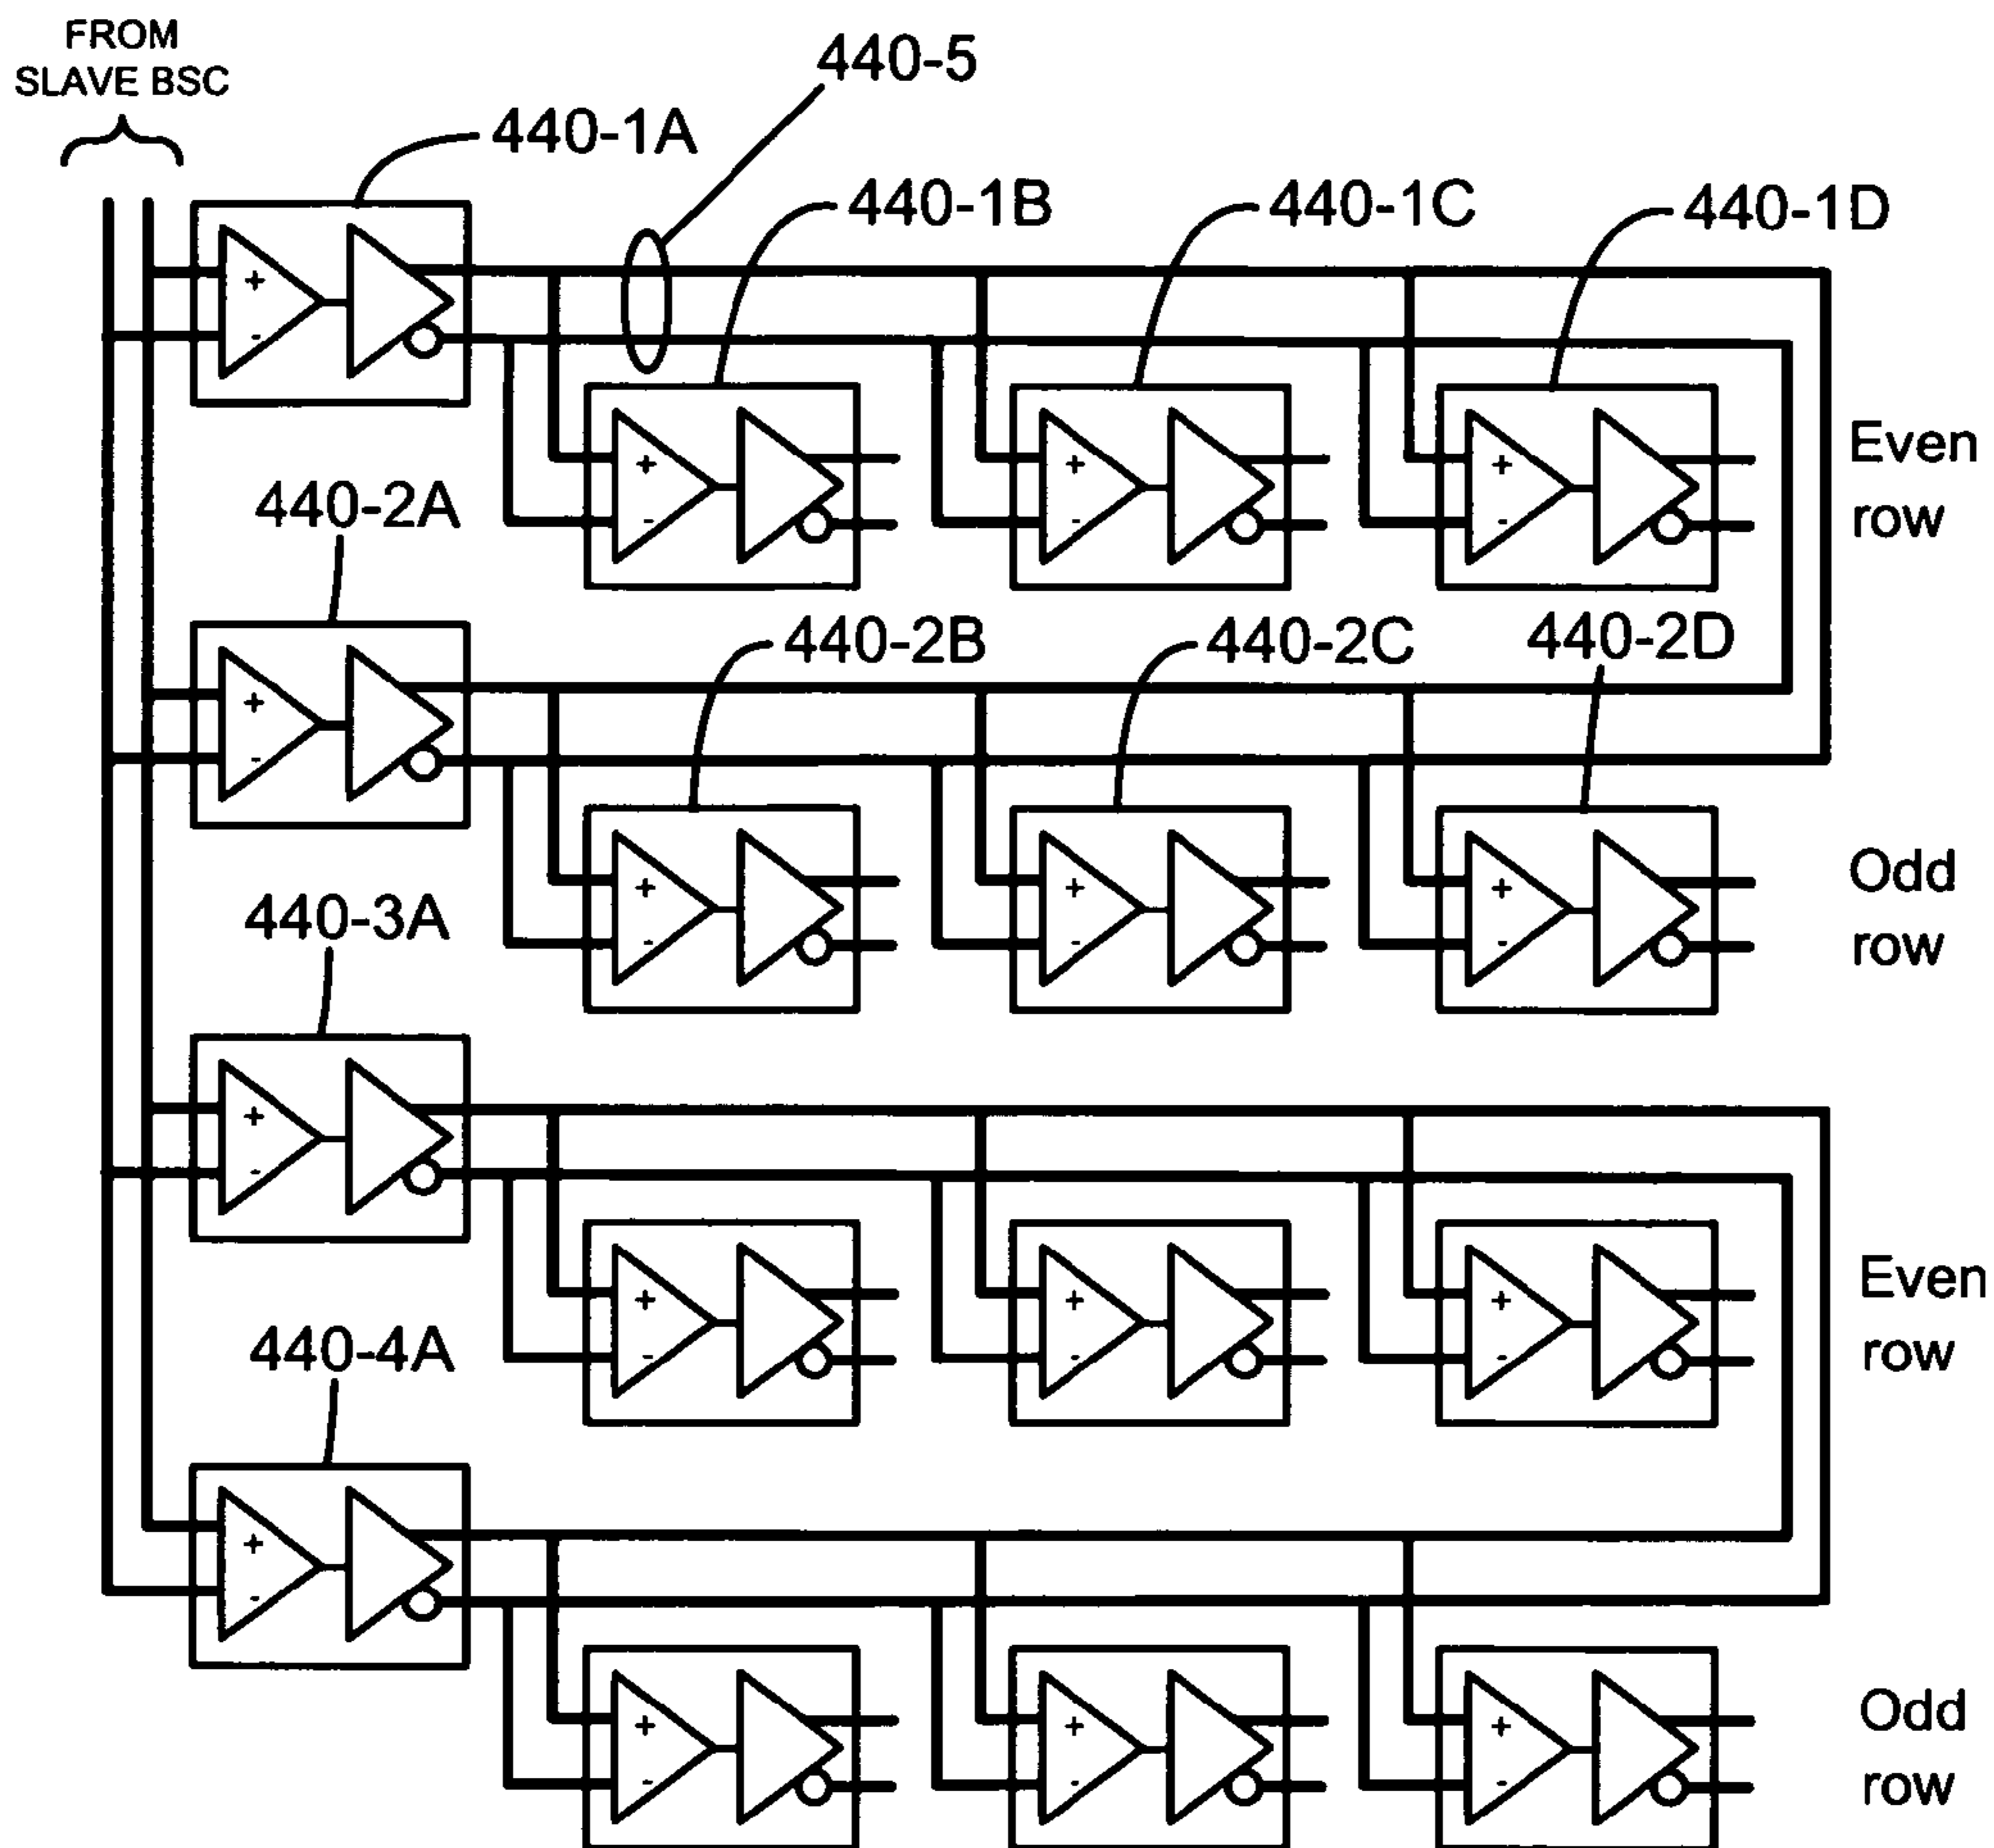 FROM
SLAVE BSC
440-5
440-1A
440-1B
440-1C
440-1D
+
-
+
-
+
-
+
-
Even
row
440-2A
440-2B
440-2C
440-2D
+
-
+
-
+
-
+
-
Odd
row
440-3A
+
-
+
-
+
-
+
-
Even
row
440-4A
+
-
+
-
+
-
+
-
Odd
row